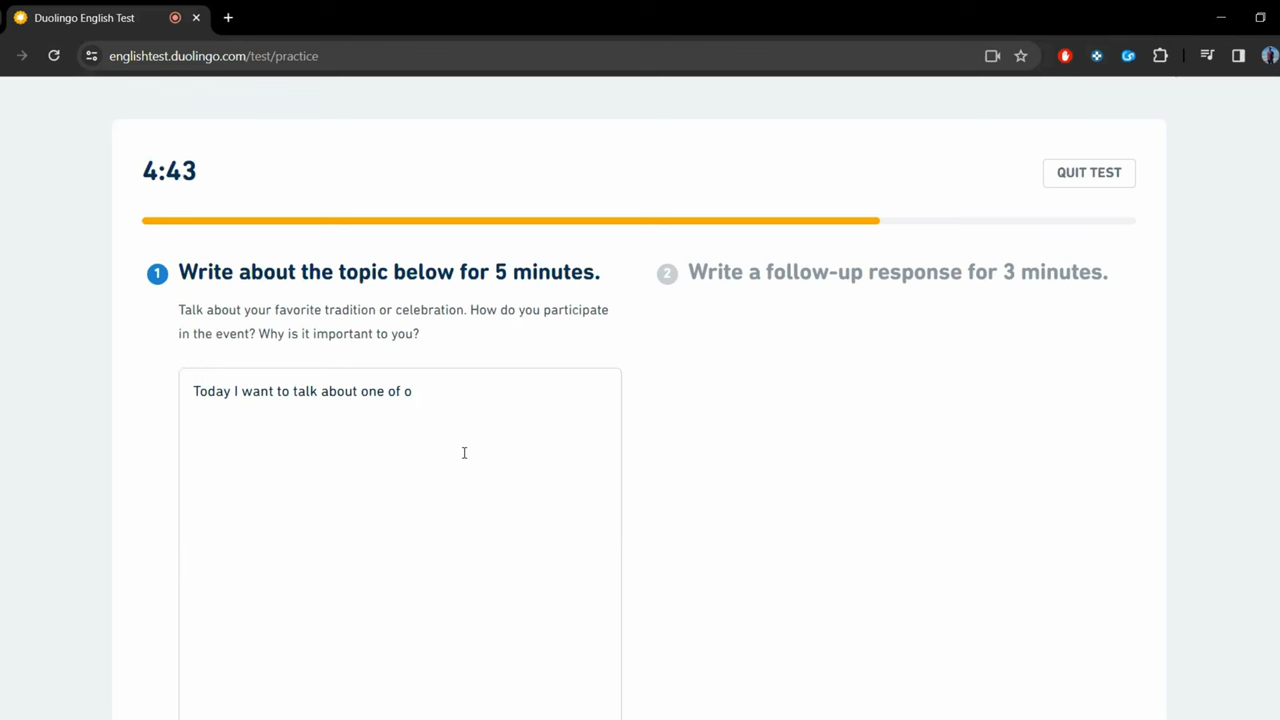 Duolingo English Test
englishtest.duolingo.com/test/practice
4:43
QUIT TEST
1 Write about the topic below for 5 minutes.
Talk about your favorite tradition or celebration. How do you participate
in the event? Why is it important to you?
Today I want to talk about one of o
2 Write a follow-up response for 3 minutes.